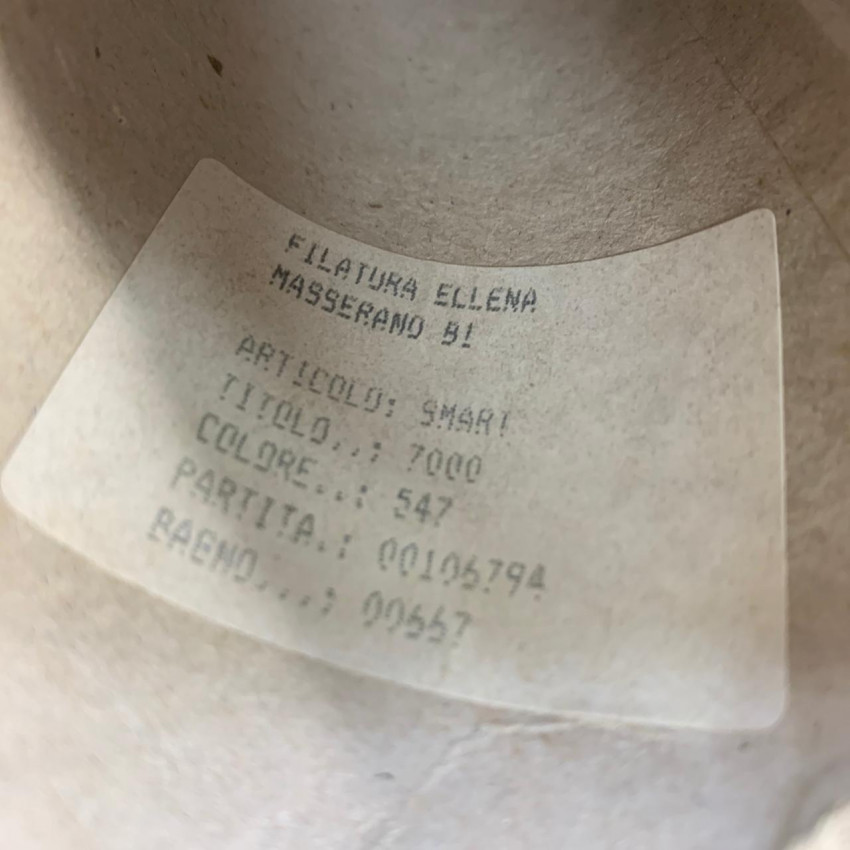 FILATURA ELLENA
MASSERANO BI
ARTICOLO: SMART
TITOLO..: 7000
COLORE..: 547
PARTITA.: 00106794
BAGNO...: 00667